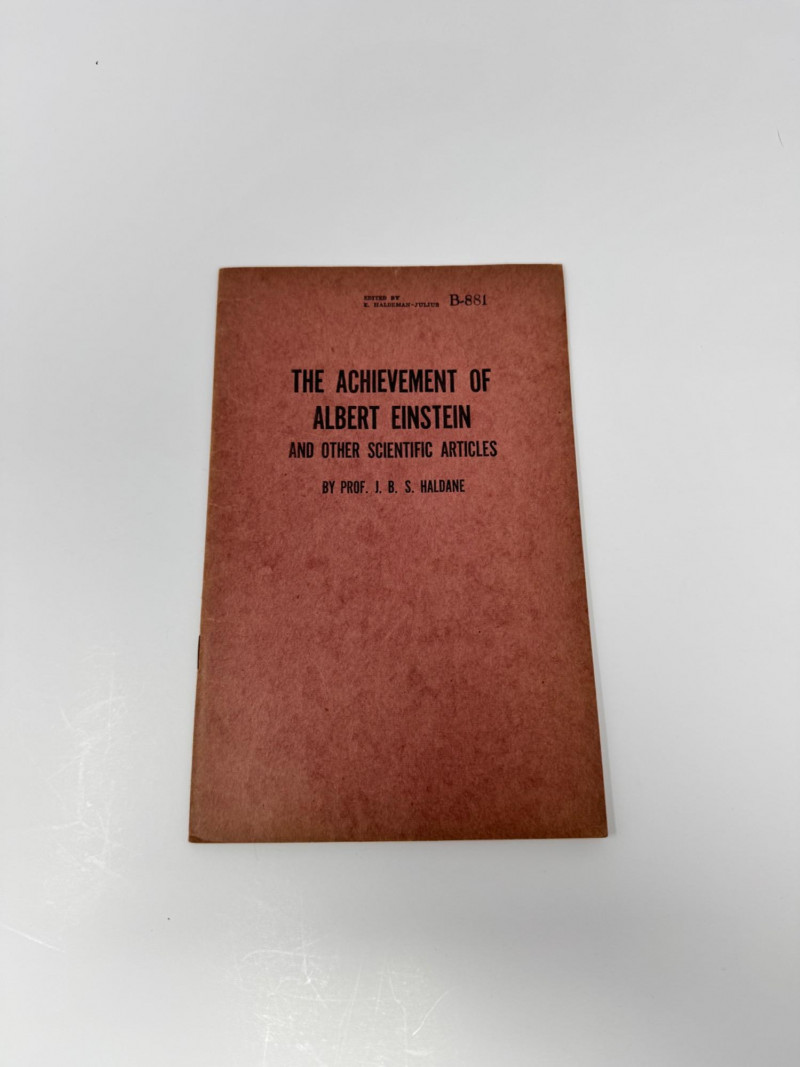 EDITED BY
E. HALDEMAN-JULIUS B-881
THE ACHIEVEMENT OF
ALBERT EINSTEIN
AND OTHER SCIENTIFIC ARTICLES
BY PROF. J. B. S. HALDANE